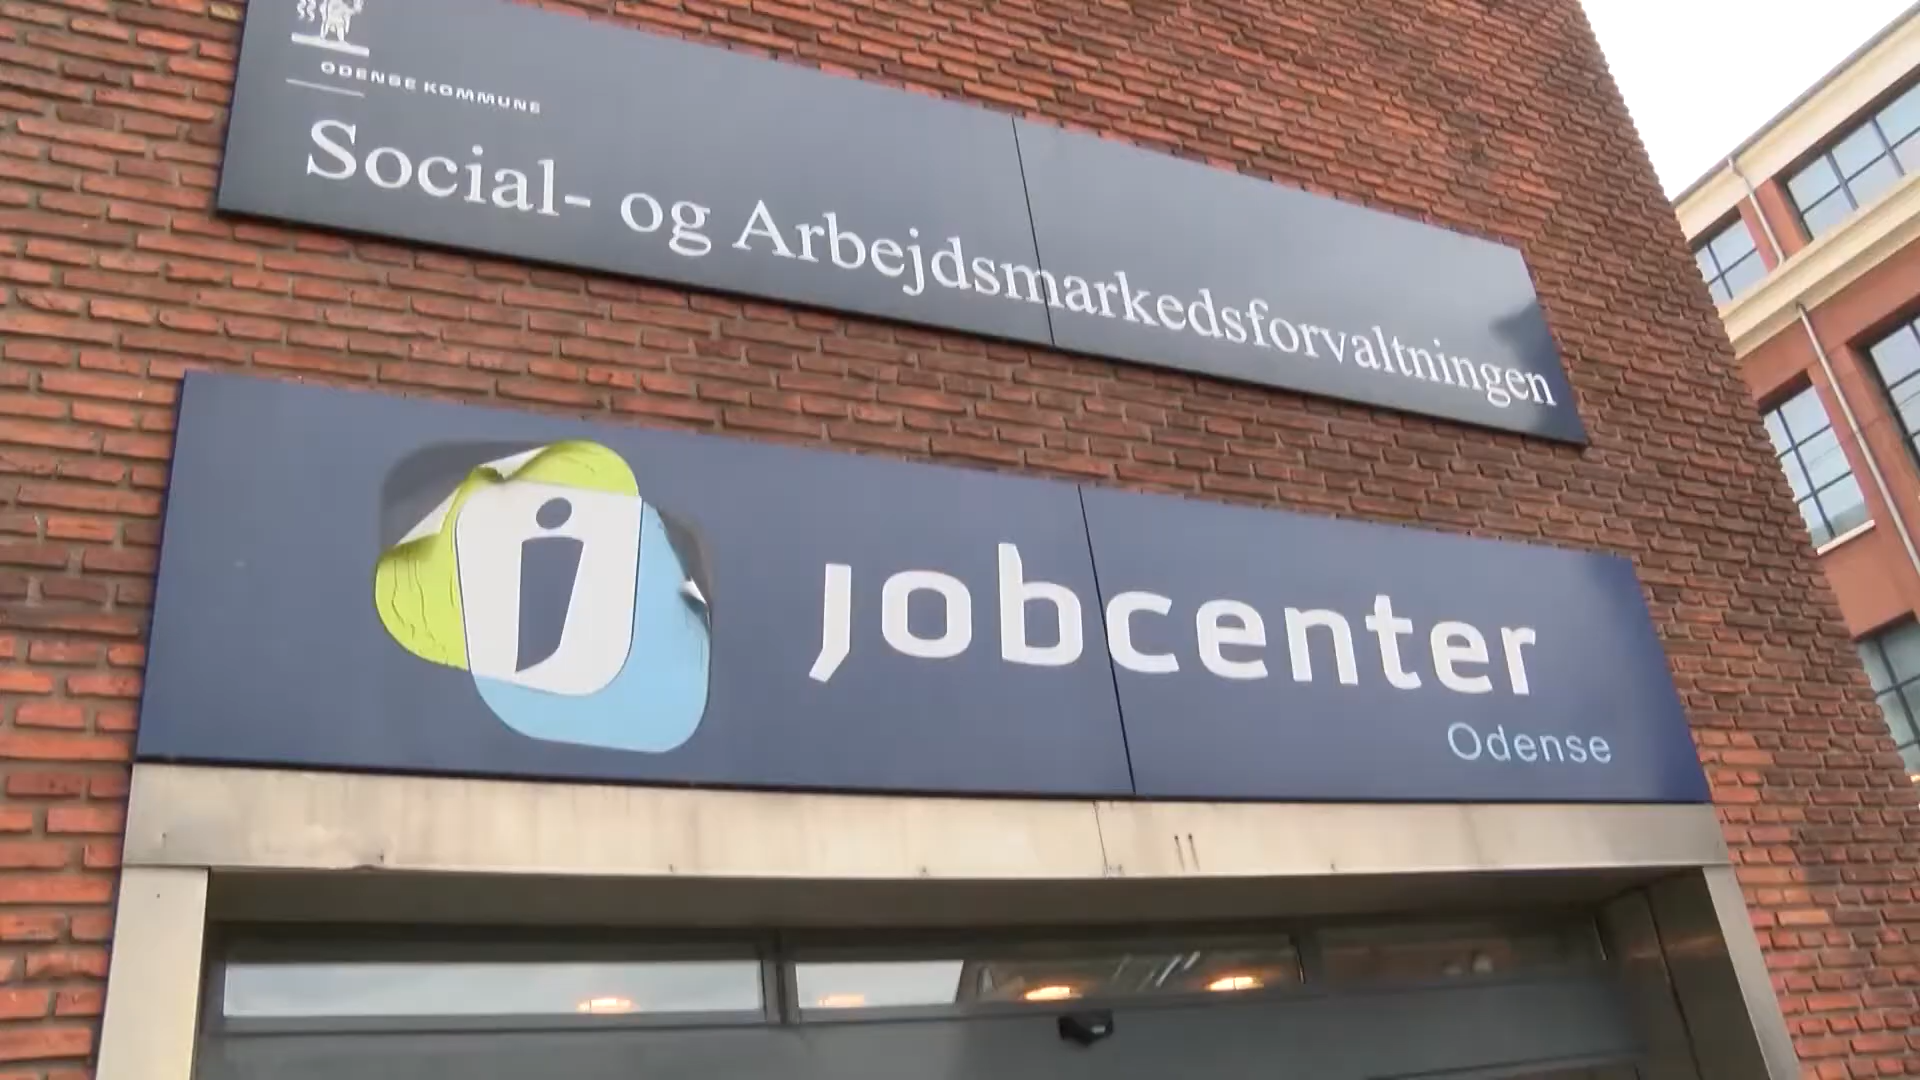 ODENSE KOMMUNE
Social- og Arbejdsmarkedsforvaltningen
jobcenter
Odense